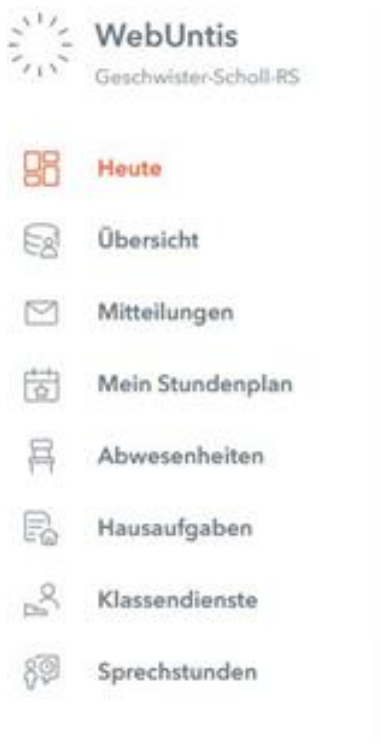 WebUntis
Geschwister-Scholl-RS
Heute
Übersicht
Mitteilungen
Mein Stundenplan
Abwesenheiten
Hausaufgaben
Klassendienste
Sprechstunden